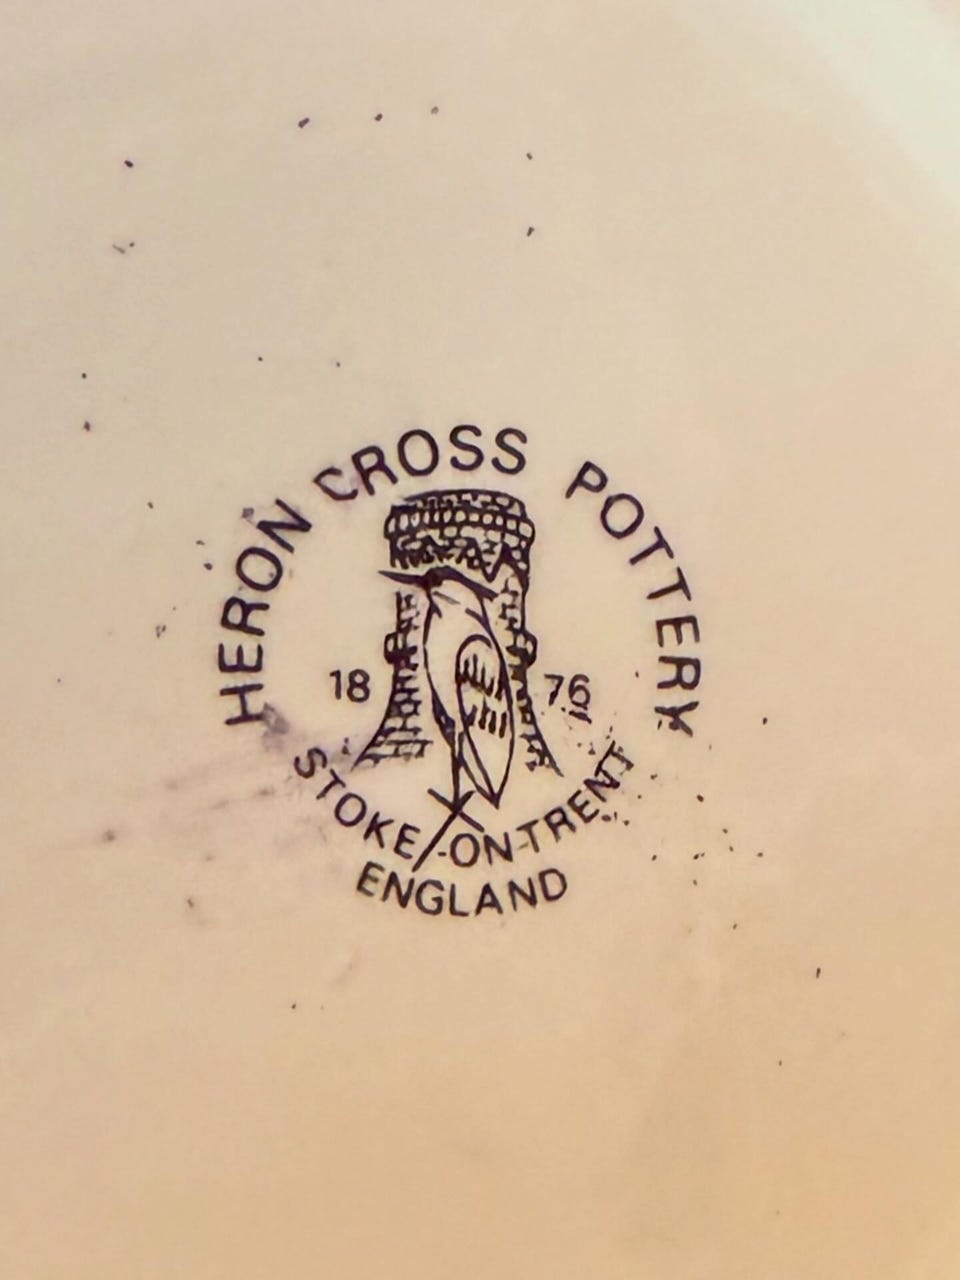 HERON CROSS POTTERY
18 76
STOKE-ON-TRENT
ENGLAND